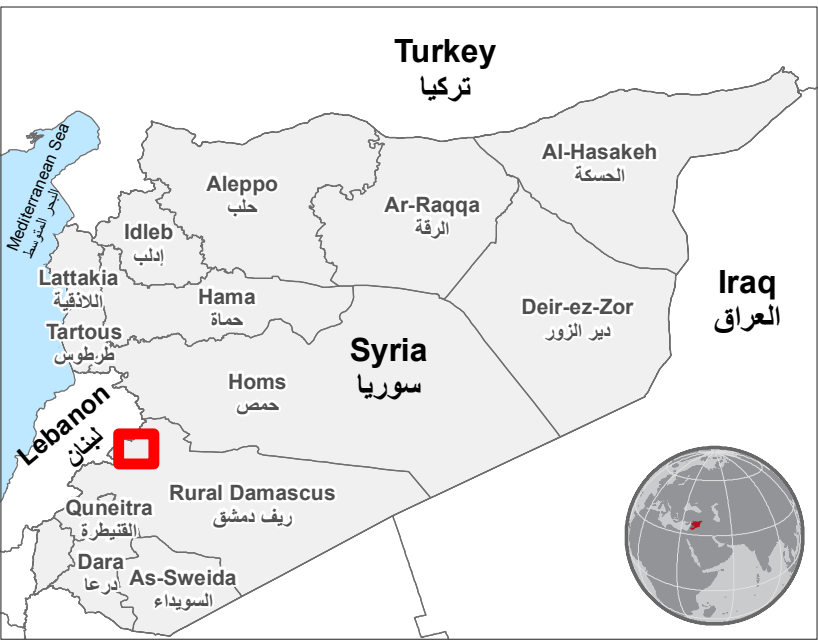 Turkey
تركيا
Mediterranean Sea
البحر المتوسط
Al-Hasakeh
الحسكة
Aleppo
حلب
Ar-Raqqa
الرقة
Idleb
إدلب
Lattakia
اللاذقية
Hama
حماة
Iraq
العراق
Deir-ez-Zor
دير الزور
Tartous
طرطوس
Syria
سوريا
Homs
حمص
Lebanon
لبنان
Rural Damascus
ريف دمشق
Quneitra
القنيطرة
Dara
درعا
As-Sweida
السويداء